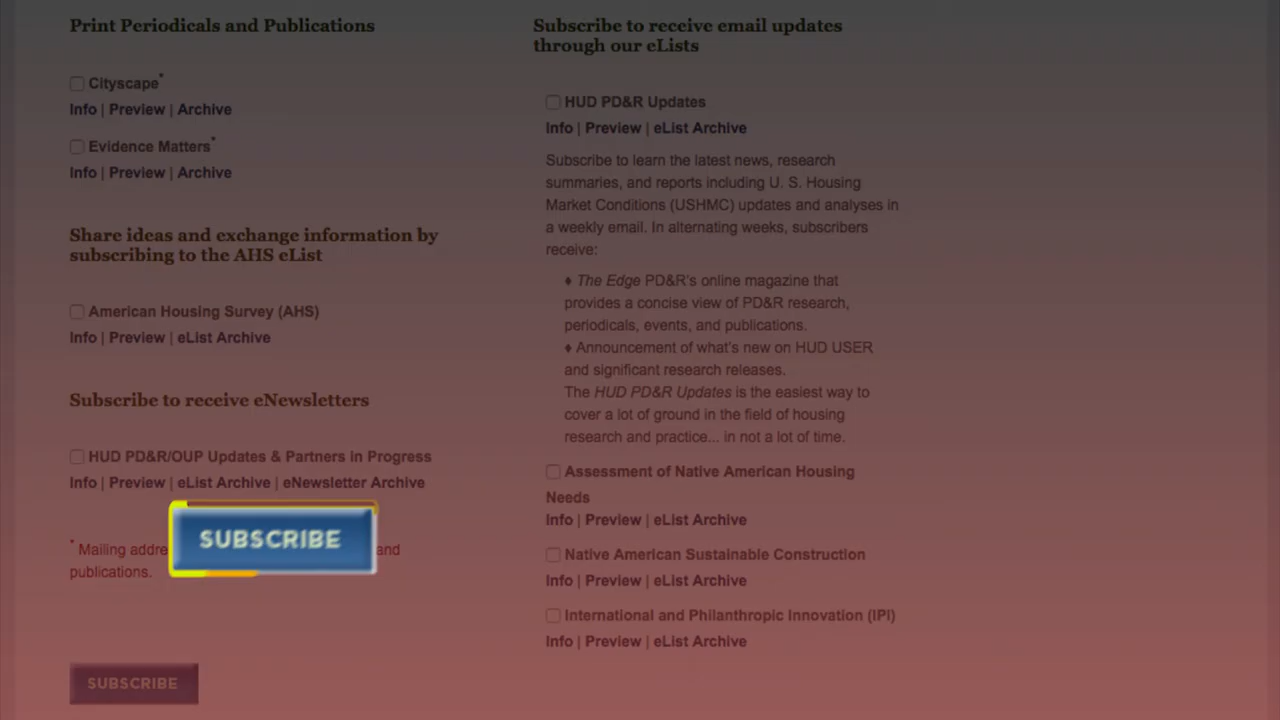 Print Periodicals and Publications
Cityscape*
Info | Preview | Archive
Evidence Matters*
Info | Preview | Archive
Share ideas and exchange information by
subscribing to the AHS eList
American Housing Survey (AHS)
Info | Preview | eList Archive
Subscribe to receive eNewsletters
HUD PD&R/OUP Updates & Partners in Progress
Info | Preview | eList Archive | eNewsletter Archive
* Mailing and
publications.
SUBSCRIBE
SUBSCRIBE
Subscribe to receive email updates
through our eLists
HUD PD&R Updates
Info | Preview | eList Archive
Subscribe to learn the latest news, research
summaries, and reports including U. S. Housing
Market Conditions (USHMC) updates and analyses in
a weekly email. In alternating weeks, subscribers
receive:
♦ The Edge PD&R's online magazine that
provides a concise view of PD&R research,
periodicals, events, and publications.
♦ Announcement of what's new on HUD USER
and significant research releases.
The HUD PD&R Updates is the easiest way to
cover a lot of ground in the field of housing
research and practice... in not a lot of time.
Assessment of Native American Housing
Needs
Info | Preview | eList Archive
Native American Sustainable Construction
Info | Preview | eList Archive
International and Philanthropic Innovation (IPI)
Info | Preview | eList Archive